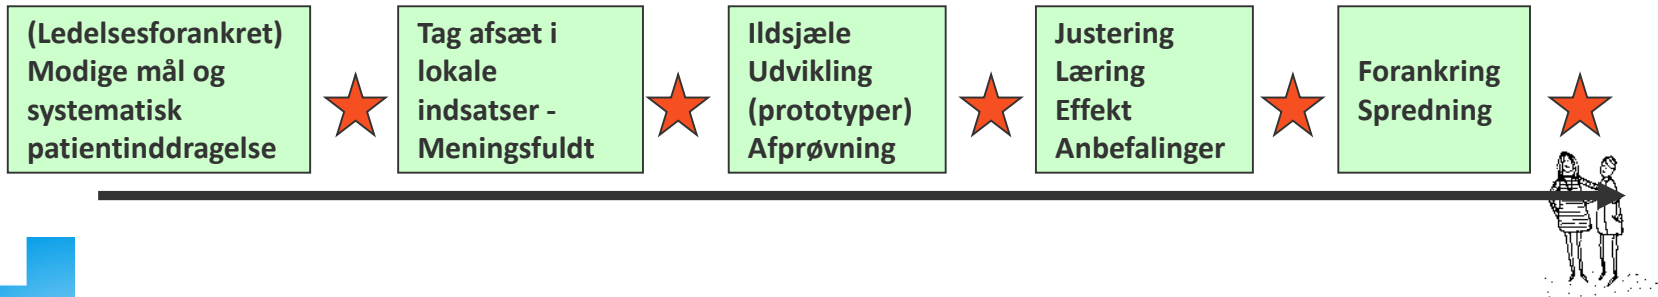 (Ledelsesforankret)
Modige mål og
systematisk
patientinddragelse
Tag afsæt i
lokale
indsatser -
Meningsfuldt
Ildsjæle
Udvikling
(prototyper)
Afprøvning
Justering
Læring
Effekt
Anbefalinger
Forankring
Spredning